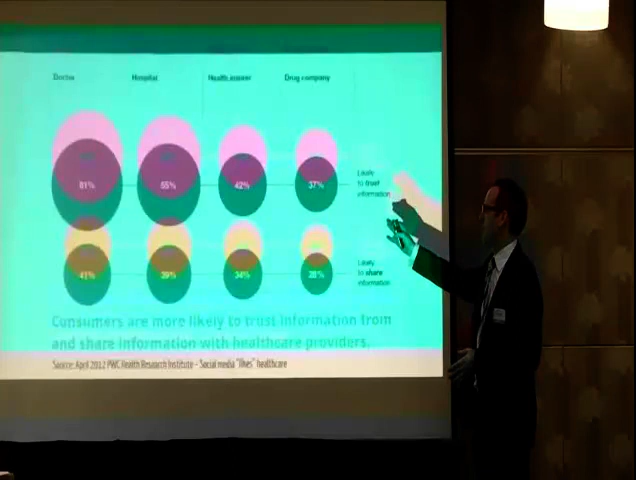 Doctor Hospital Health insurer Drug company
61% 55% 42% 37%
Likely
to trust
information
41% 39% 34% 28%
Likely
to share
information
Consumers are more likely to trust information from
and share information with healthcare providers.
Source: April 2012 PWC Health Research Institute – Social media "likes" healthcare